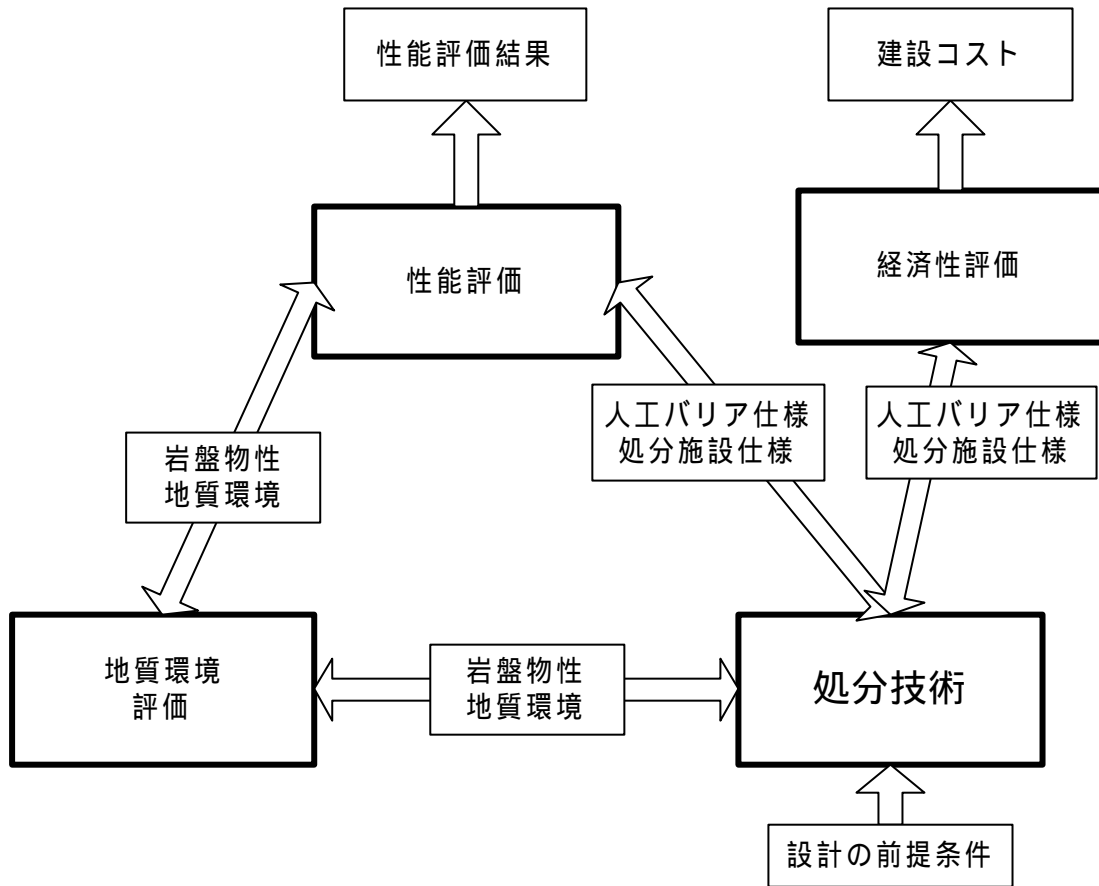 性能評価結果
建設コスト
性能評価
経済性評価
人工バリア仕様
処分施設仕様
人工バリア仕様
処分施設仕様
岩盤物性
地質環境
地質環境
評価
岩盤物性
地質環境
処分技術
設計の前提条件